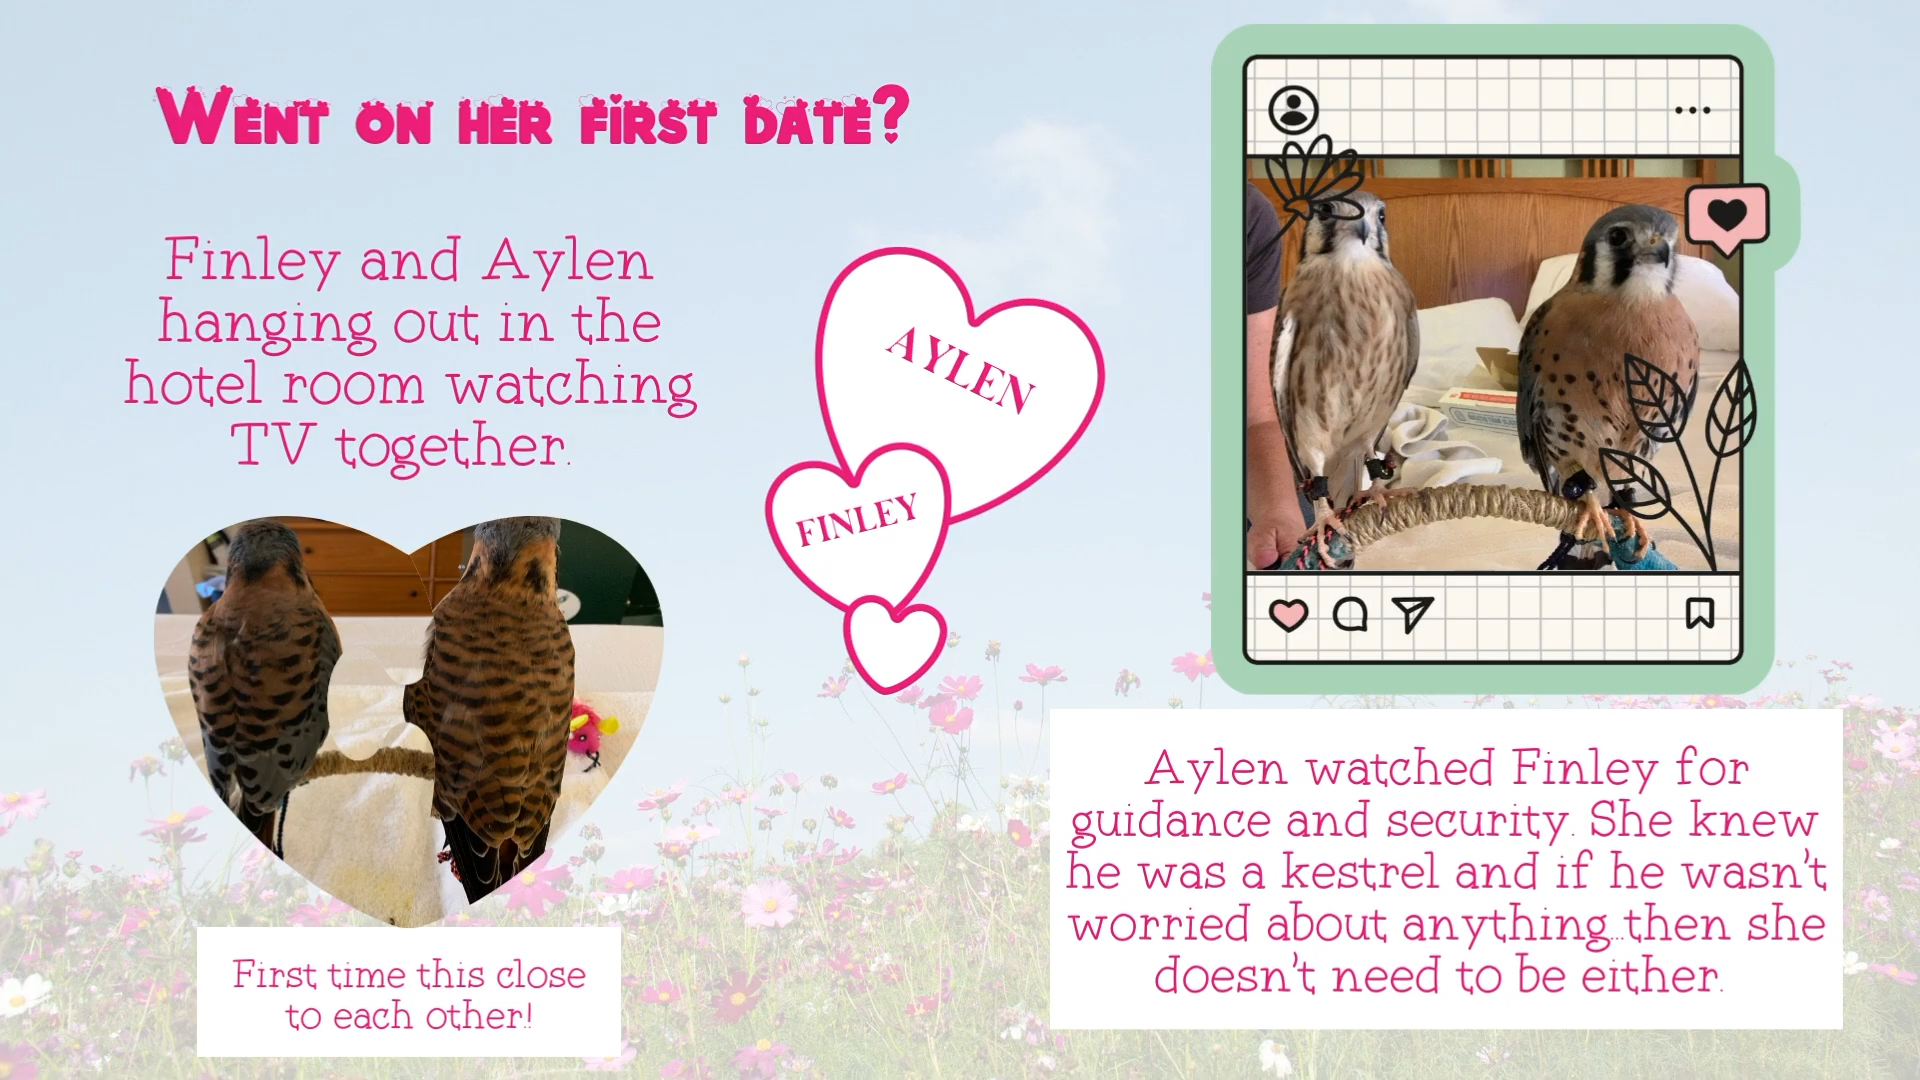 Went on her first date?
Finley and Aylen
hanging out in the
hotel room watching
TV together.
AYLEN
FINLEY
First time this close
to each other!
Aylen watched Finley for
guidance and security. She knew
he was a kestrel and if he wasn't
worried about anything...then she
doesn't need to be either.